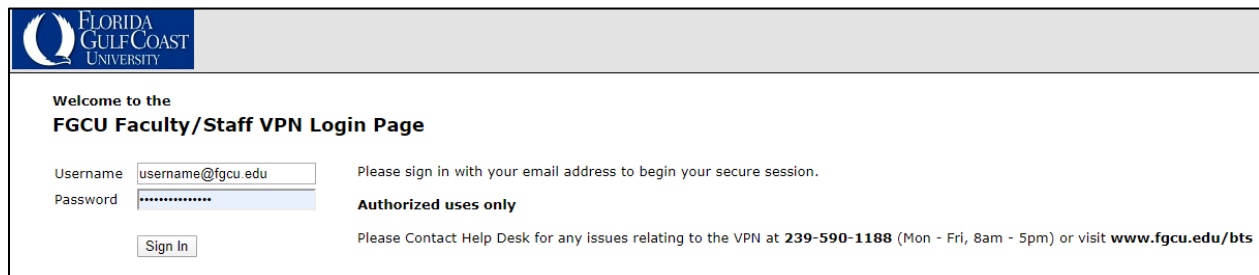 FLORIDA
GULF COAST
UNIVERSITY
Welcome to the
FGCU Faculty/Staff VPN Login Page
Username username@fgcu.edu Please sign in with your email address to begin your secure session.
Password •••••••••••••••
Authorized uses only
Sign In Please Contact Help Desk for any issues relating to the VPN at 239-590-1188 (Mon - Fri, 8am - 5pm) or visit www.fgcu.edu/bts